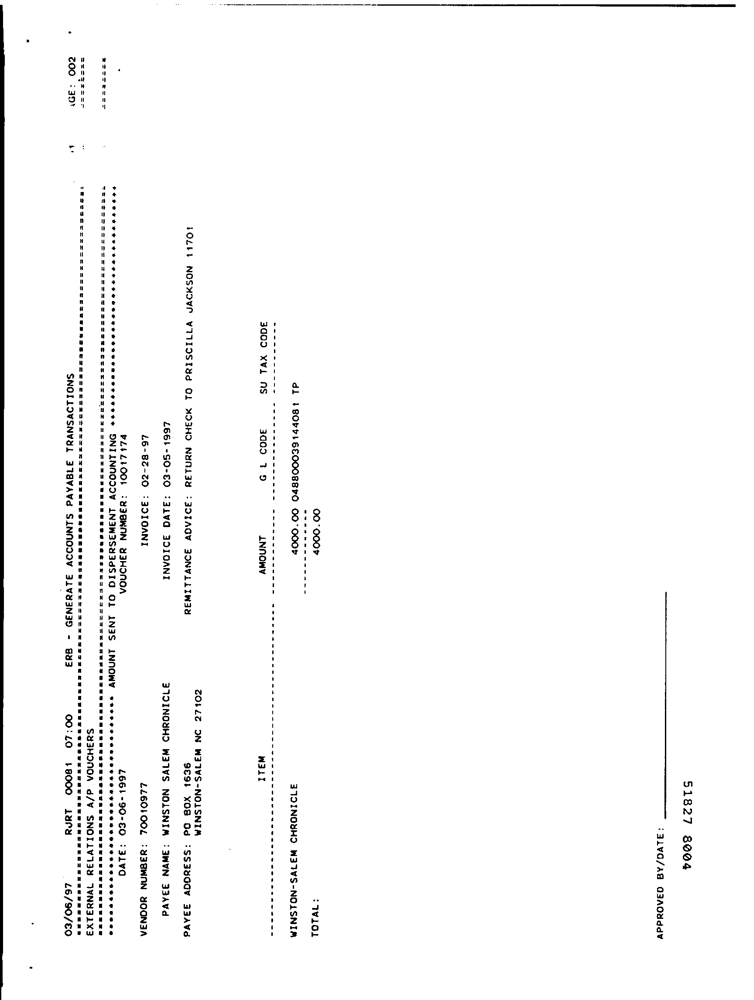 03/06/97 RJRT 00081 07:00 ERB - GENERATE ACCOUNTS PAYABLE TRANSACTIONS PAGE: 002
EXTERNAL RELATIONS A/P VOUCHERS
AMOUNT SENT TO DISPERSEMENT ACCOUNTING
DATE: 03-06-1997 VOUCHER NUMBER: 10017174
VENDOR NUMBER: 70010977 INVOICE: 02-28-97
PAYEE NAME: WINSTON SALEM CHRONICLE INVOICE DATE: 03-05-1997
PAYEE ADDRESS: PO BOX 1636 REMITTANCE ADVICE: RETURN CHECK TO PRISCILLA JACKSON 11701
WINSTON-SALEM NC 27102
ITEM AMOUNT G L CODE SU TAX CODE
WINSTON-SALEM CHRONICLE 4000.00 048800039144081 TP
TOTAL: 4000.00
APPROVED BY/DATE:
51827 8004